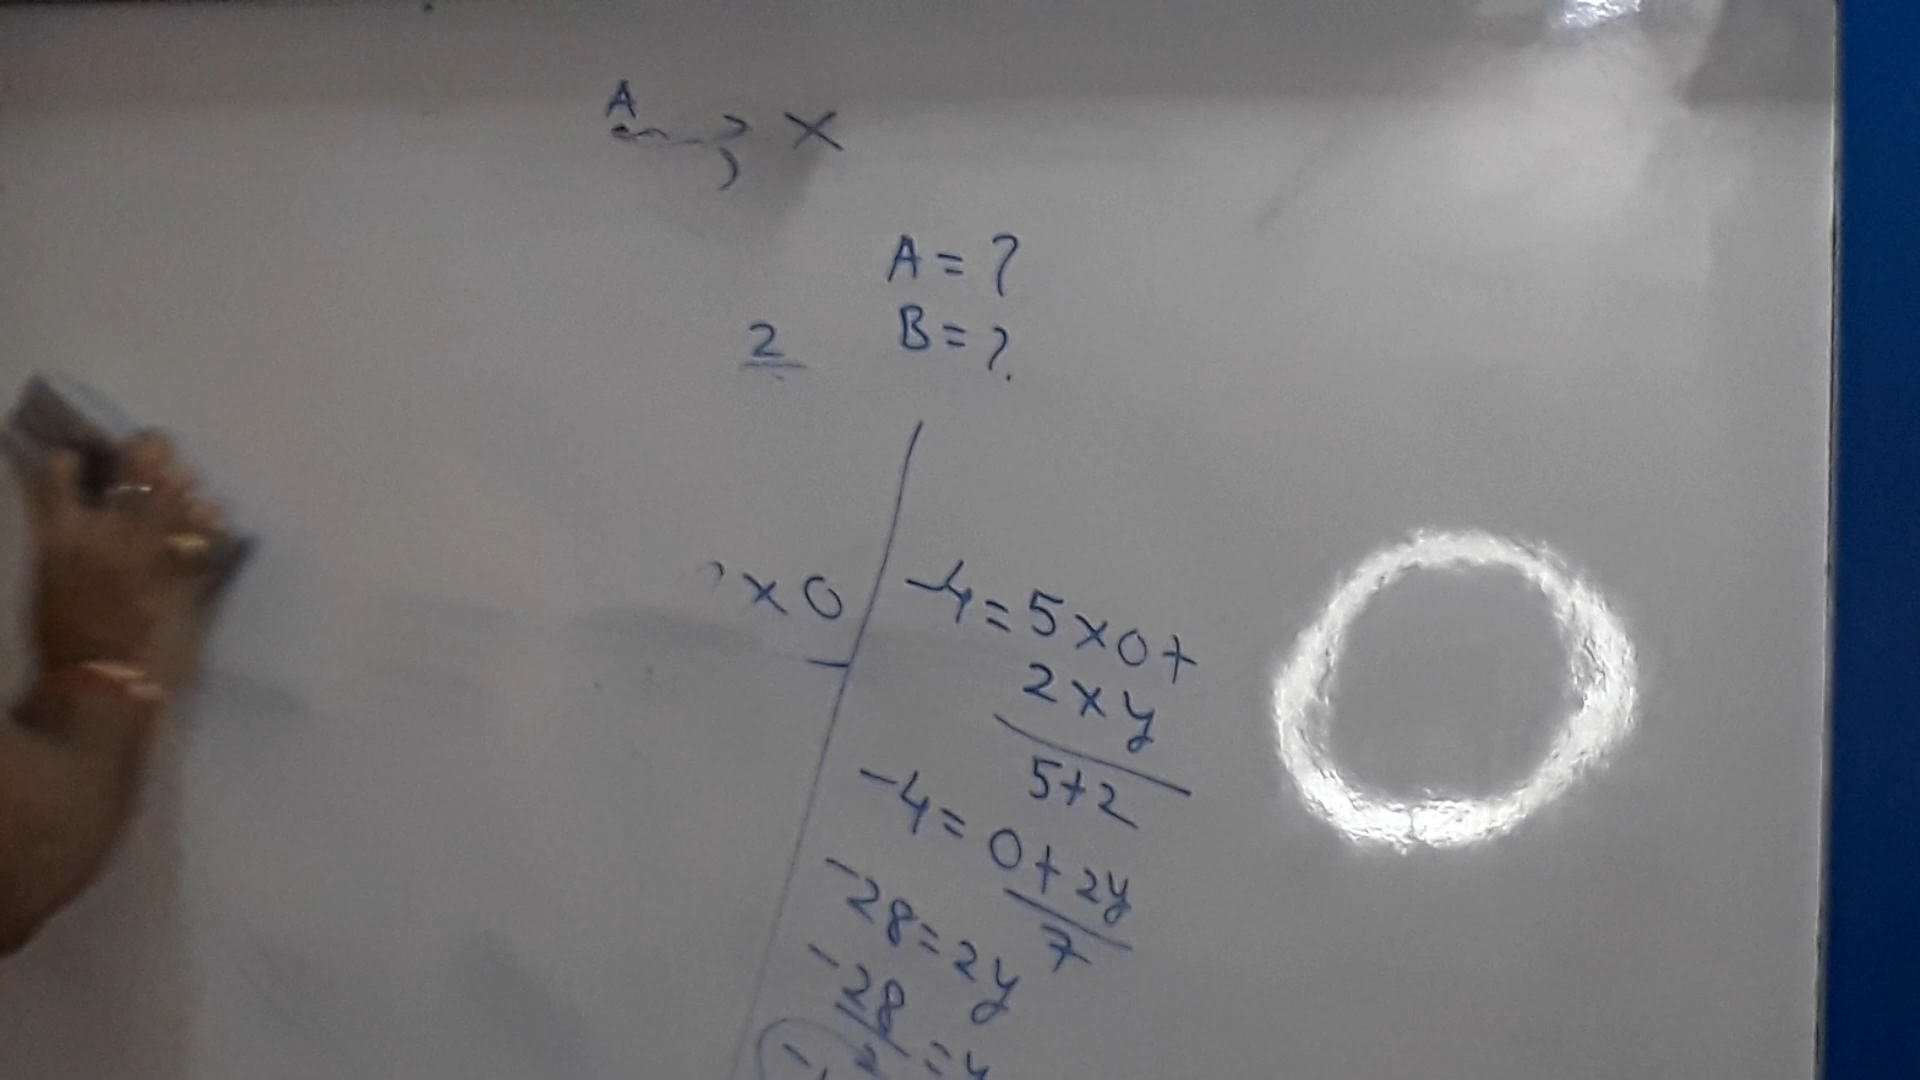 A
x
A = ?
B = ?
2
x 0
-4 = 5 x 0 +
2 x y
5+2
-4 = 0 + 2y
7
-28 = 2y
-28
= y